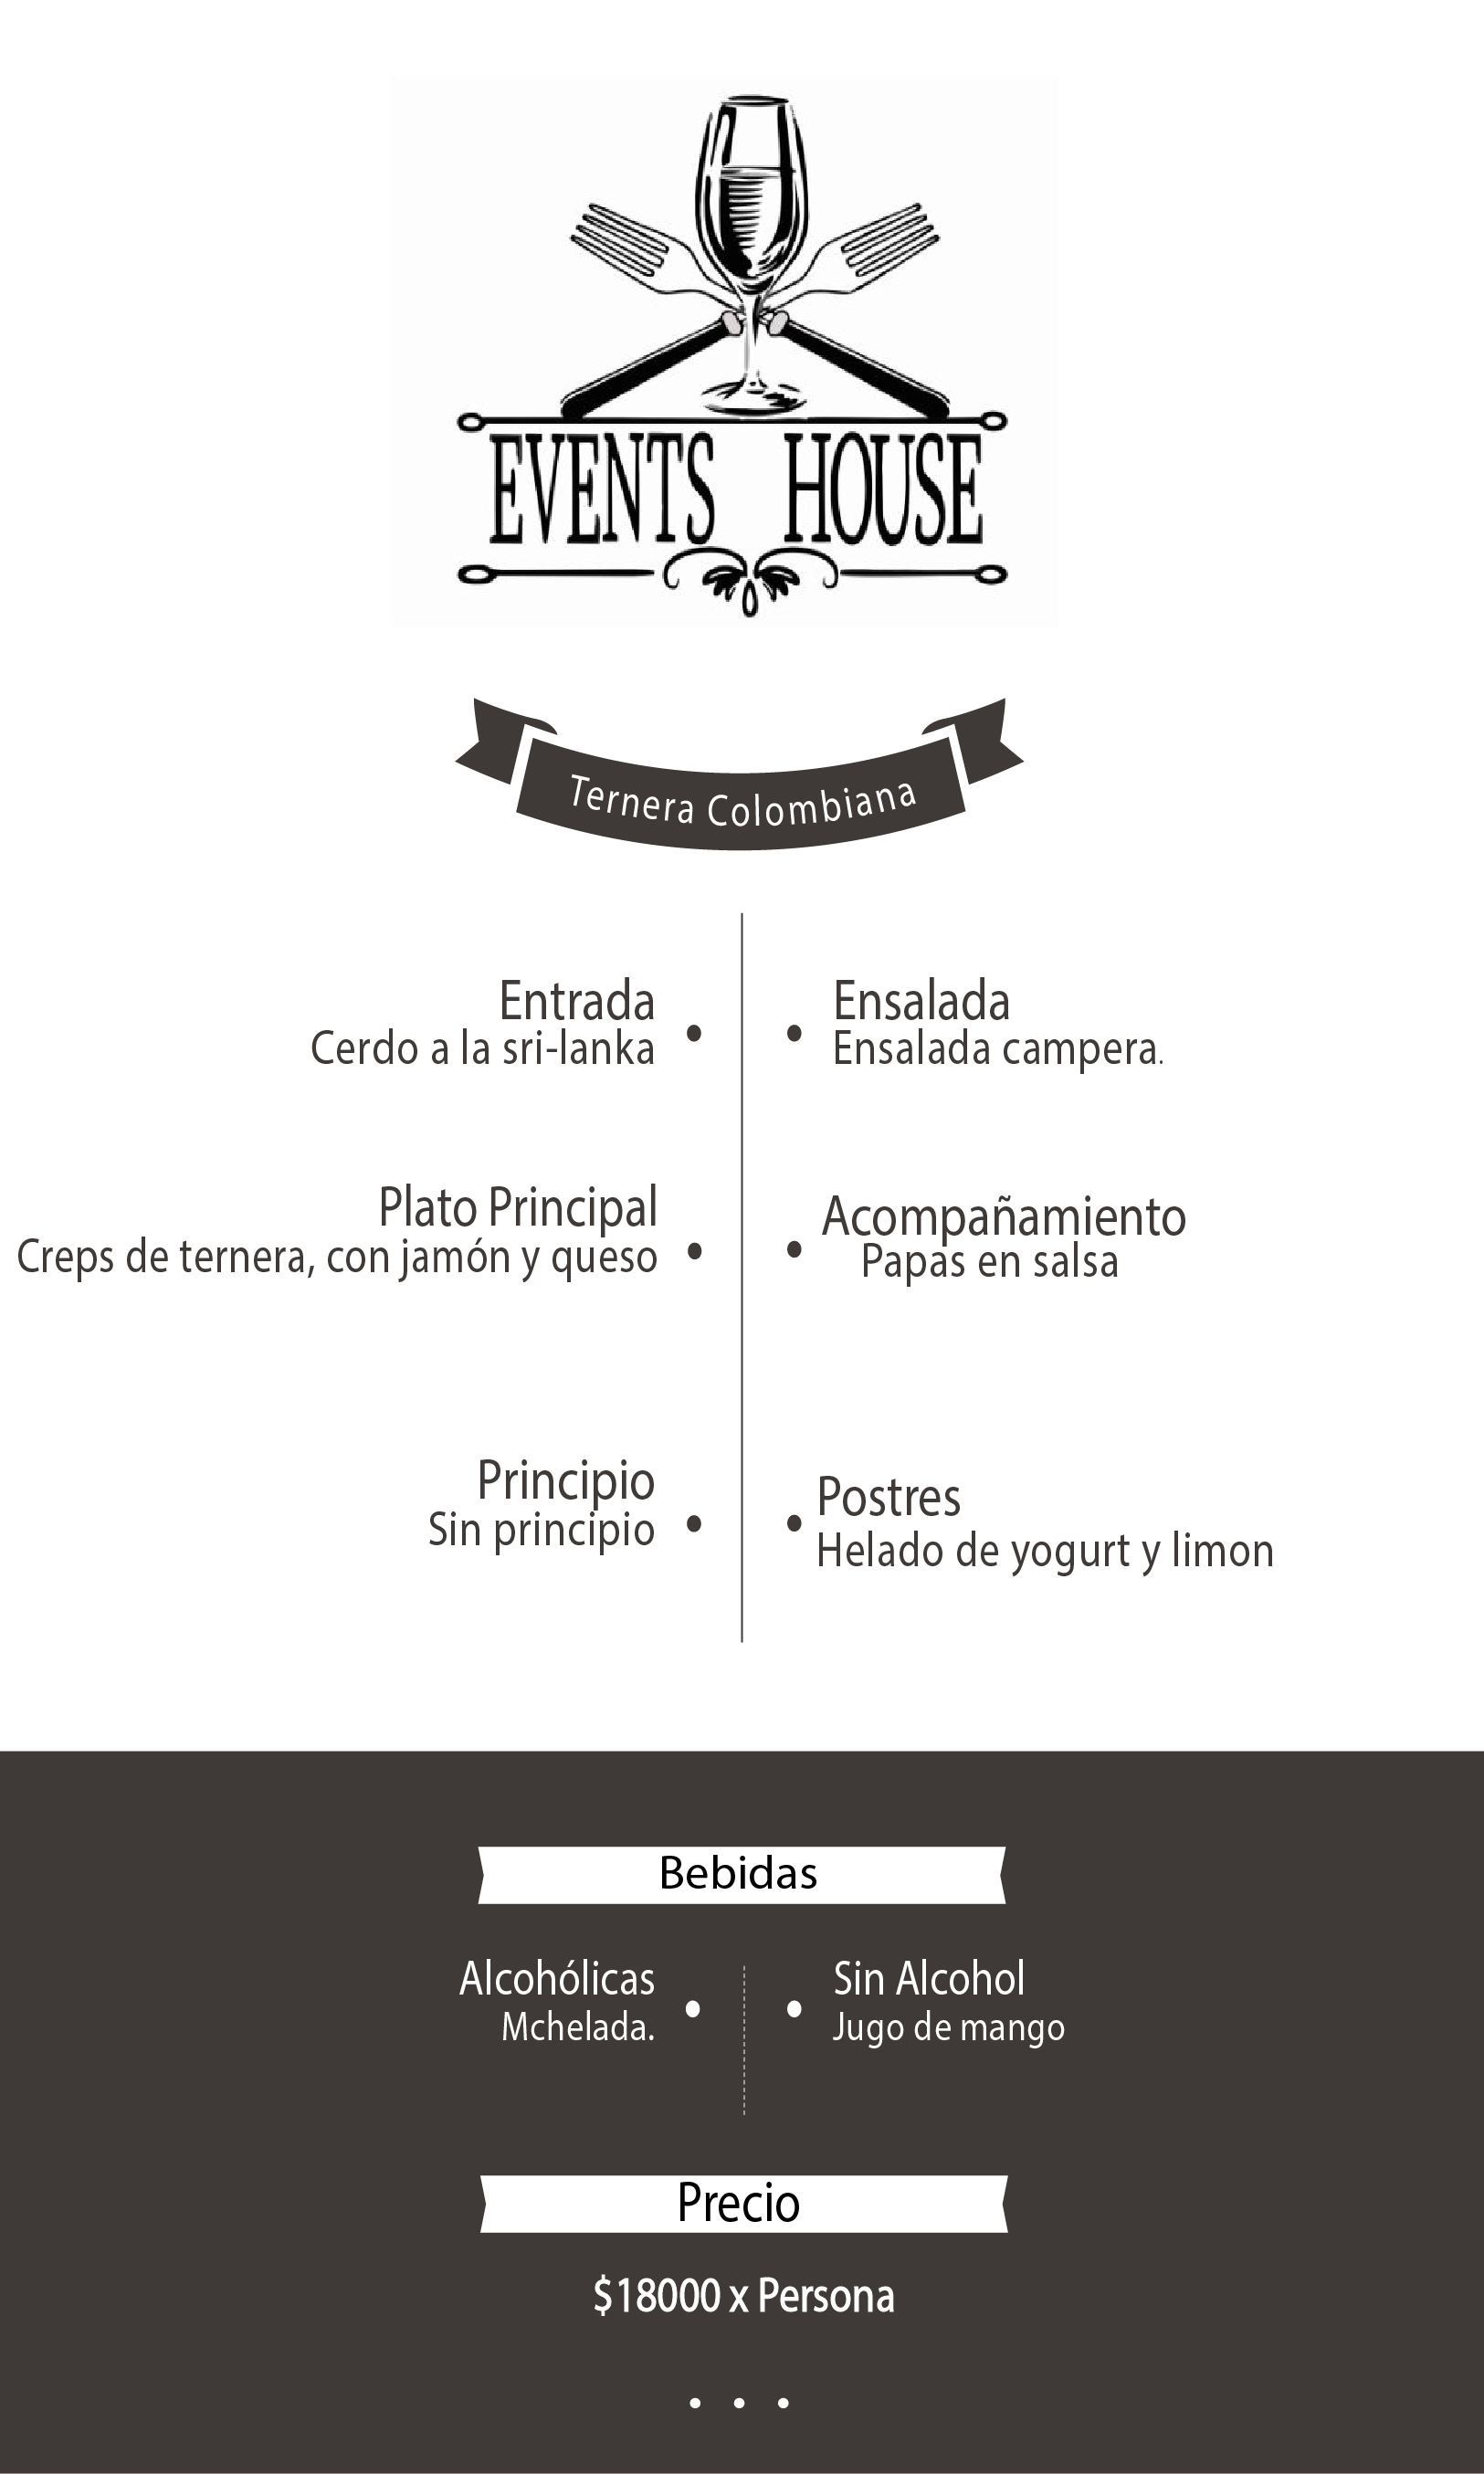 EVENTS HOUSE
Ternera Colombiana
Entrada
Cerdo a la sri-lanka
Ensalada
Ensalada campera.
Plato Principal
Creps de ternera, con jamón y queso
Acompañamiento
Papas en salsa
Principio
Sin principio
Postres
Helado de yogurt y limon
Bebidas
Alcohólicas
Mchelada.
Sin Alcohol
Jugo de mango
Precio
$18000 x Persona